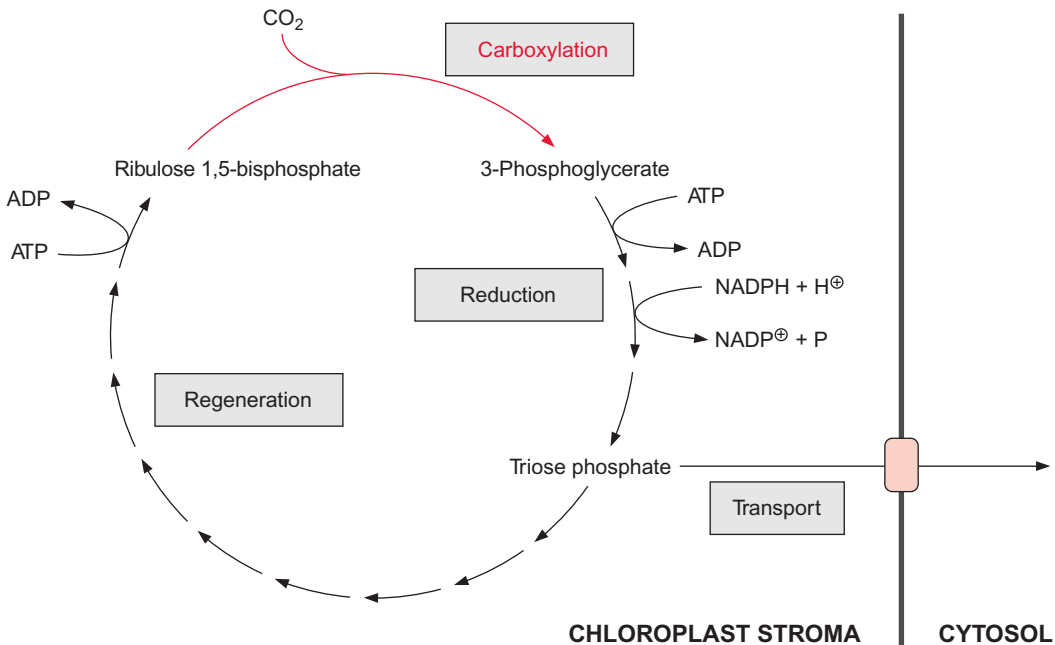 CO₂
Carboxylation
Ribulose 1,5-bisphosphate
3-Phosphoglycerate
ADP
ATP
ATP
ADP
Reduction
NADPH + H⊕
NADP⊕ + P
Regeneration
Triose phosphate
Transport
CHLOROPLAST STROMA
CYTOSOL